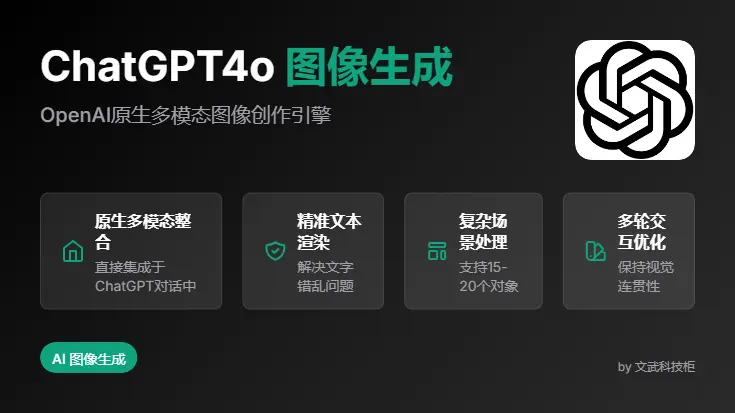 ChatGPT4o 图像生成
OpenAI原生多模态图像创作引擎
原生多模态整
合
直接集成于
ChatGPT对话中
精准文本
渲染
解决文字
错乱问题
复杂场
景处理
支持15-
20个对象
多轮交
互优化
保持视觉
连贯性
AI 图像生成
by 文武科技柜